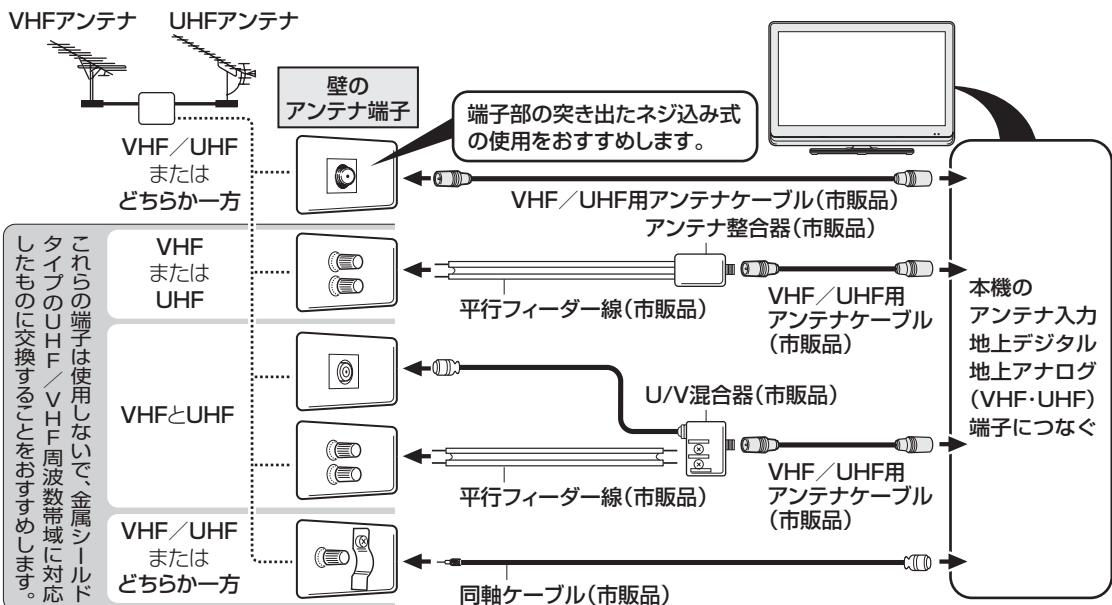 VHFアンテナ
UHFアンテナ
壁の
アンテナ端子
端子部の突き出たネジ込み式
の使用をおすすめします。
VHF／UHF
または
どちらか一方
VHF／UHF用アンテナケーブル（市販品）
アンテナ整合器（市販品）
これらの端子は使用しないで、金属シールド
タイプのUHF／VHF周波数帯域に対応
したものに交換することをおすすめします。
VHF
または
UHF
平行フィーダー線（市販品）
VHF／UHF用
アンテナケーブル
（市販品）
VHFとUHF
U/V混合器（市販品）
平行フィーダー線（市販品）
VHF／UHF用
アンテナケーブル
（市販品）
VHF／UHF
または
どちらか一方
同軸ケーブル（市販品）
本機の
アンテナ入力
地上デジタル
地上アナログ
（VHF･UHF）
端子につなぐ